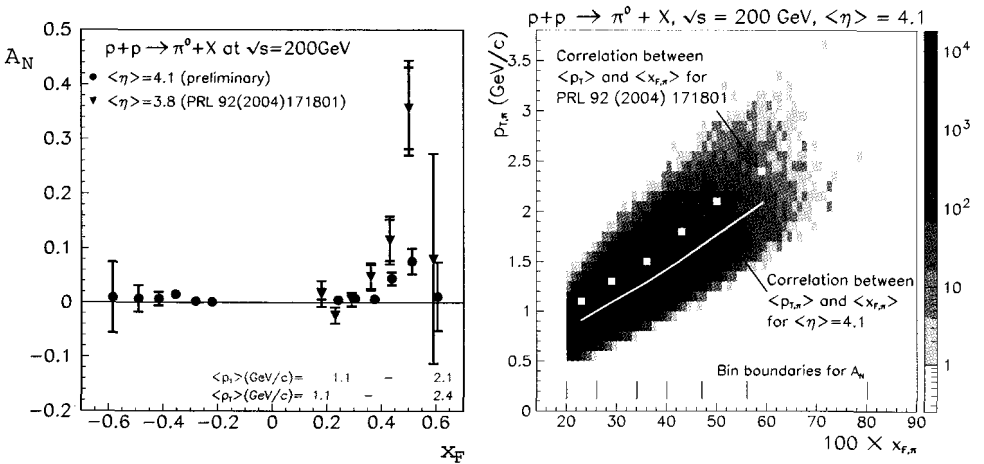 p+p → π⁰+X at √s=200GeV
● <η>=4.1 (preliminary)
▼ <η>=3.8 (PRL 92(2004)171801)
A_N
0.5
0.4
0.3
0.2
0.1
0
−0.1
−0.2
<p_T>(GeV/c)= 1.1 – 2.1
<p_T>(GeV/c)= 1.1 – 2.4
−0.6 −0.4 −0.2 0 0.2 0.4 0.6
x_F
p+p → π⁰ + X, √s = 200 GeV, <η> = 4.1
p_T,π (GeV/c)
3.5
3
2.5
2
1.5
1
0.5
0
Correlation between
<p_T> and <x_F,π> for
PRL 92 (2004) 171801
Correlation between
<p_T,π> and <x_F,π>
for <η>=4.1
Bin boundaries for A_N
20 30 40 50 60 70 80 90
100 × x_F,π
10⁴
10³
10²
10
1